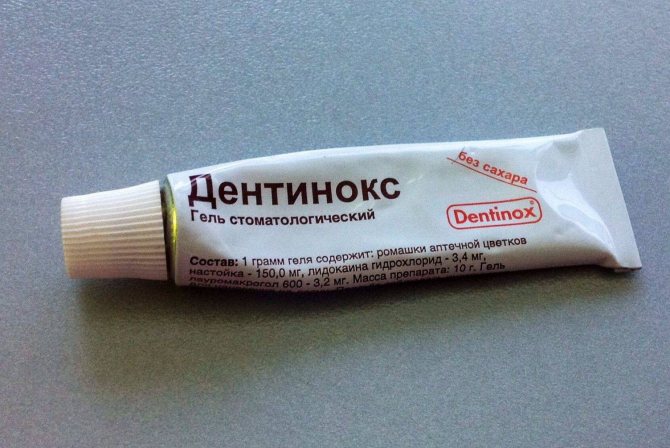 Дентинокс
Гель стоматологический
без сахара
Dentinox®
Состав: 1 грамм геля содержит: ромашки аптечной цветков
настойка - 150,0 мг, лидокаина гидрохлорид - 3,4 мг,
лауромакрогол 600 - 3,2 мг. Масса препарата: 10 г. Гель